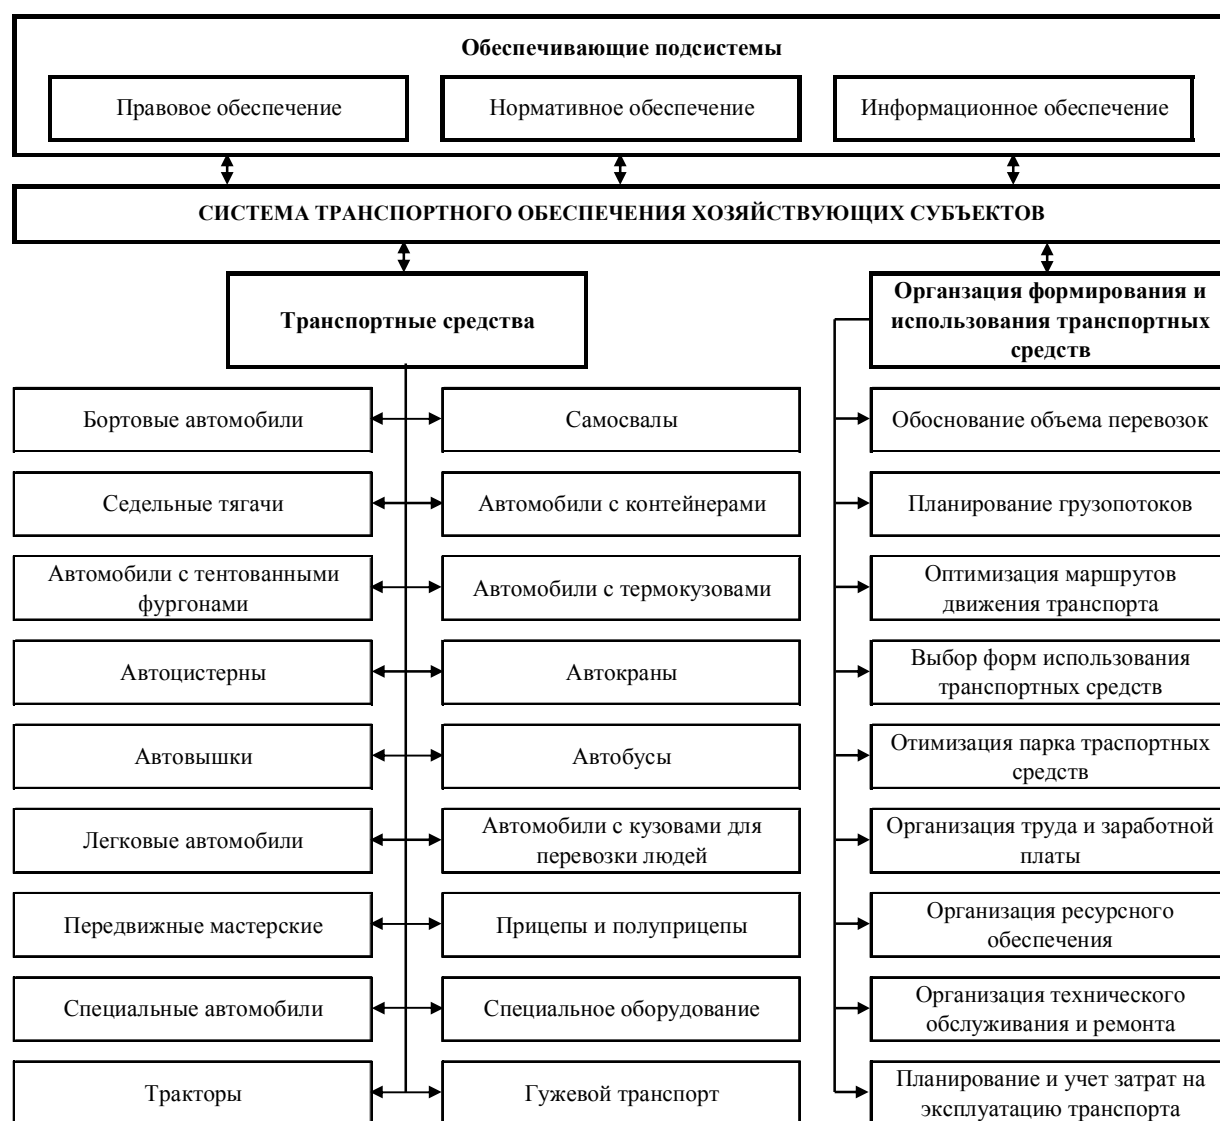 Обеспечивающие подсистемы
Правовое обеспечение
Нормативное обеспечение
Информационное обеспечение
СИСТЕМА ТРАНСПОРТНОГО ОБЕСПЕЧЕНИЯ ХОЗЯЙСТВУЮЩИХ СУБЪЕКТОВ
Транспортные средства
Бортовые автомобили
Самосвалы
Седельные тягачи
Автомобили с контейнерами
Автомобили с тентованными
фургонами
Автомобили с термокузовами
Автоцистерны
Автокраны
Автовышки
Автобусы
Легковые автомобили
Автомобили с кузовами для
перевозки людей
Передвижные мастерские
Прицепы и полуприцепы
Специальные автомобили
Специальное оборудование
Тракторы
Гужевой транспорт
Органзация формирования и
использования транспортных
средств
Обоснование объема перевозок
Планирование грузопотоков
Оптимизация маршрутов
движения транспорта
Выбор форм использования
транспортных средств
Отимизация парка траспортных
средств
Организация труда и заработной
платы
Организация ресурсного
обеспечения
Организация технического
обслуживания и ремонта
Планирование и учет затрат на
эксплуатацию транспорта